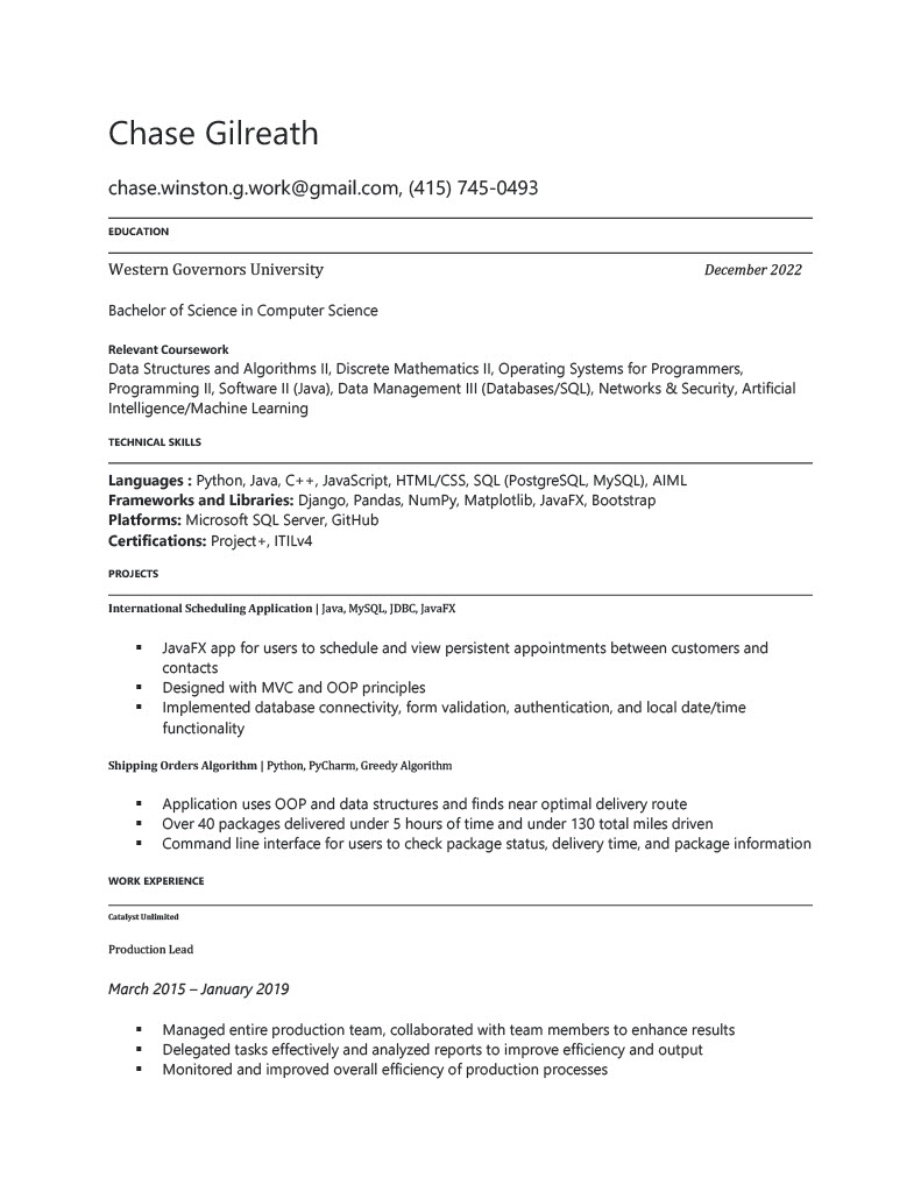 Chase Gilreath
chase.winston.g.work@gmail.com, (415) 745-0493
EDUCATION
Western Governors University December 2022
Bachelor of Science in Computer Science
Relevant Coursework
Data Structures and Algorithms II, Discrete Mathematics II, Operating Systems for Programmers,
Programming II, Software II (Java), Data Management III (Databases/SQL), Networks & Security, Artificial
Intelligence/Machine Learning
TECHNICAL SKILLS
Languages : Python, Java, C++, JavaScript, HTML/CSS, SQL (PostgreSQL, MySQL), AIML
Frameworks and Libraries: Django, Pandas, NumPy, Matplotlib, JavaFX, Bootstrap
Platforms: Microsoft SQL Server, GitHub
Certifications: Project+, ITILv4
PROJECTS
International Scheduling Application | Java, MySQL, JDBC, JavaFX
▪ JavaFX app for users to schedule and view persistent appointments between customers and
contacts
▪ Designed with MVC and OOP principles
▪ Implemented database connectivity, form validation, authentication, and local date/time
functionality
Shipping Orders Algorithm | Python, PyCharm, Greedy Algorithm
▪ Application uses OOP and data structures and finds near optimal delivery route
▪ Over 40 packages delivered under 5 hours of time and under 130 total miles driven
▪ Command line interface for users to check package status, delivery time, and package information
WORK EXPERIENCE
Catalyst Unlimited
Production Lead
March 2015 – January 2019
▪ Managed entire production team, collaborated with team members to enhance results
▪ Delegated tasks effectively and analyzed reports to improve efficiency and output
▪ Monitored and improved overall efficiency of production processes